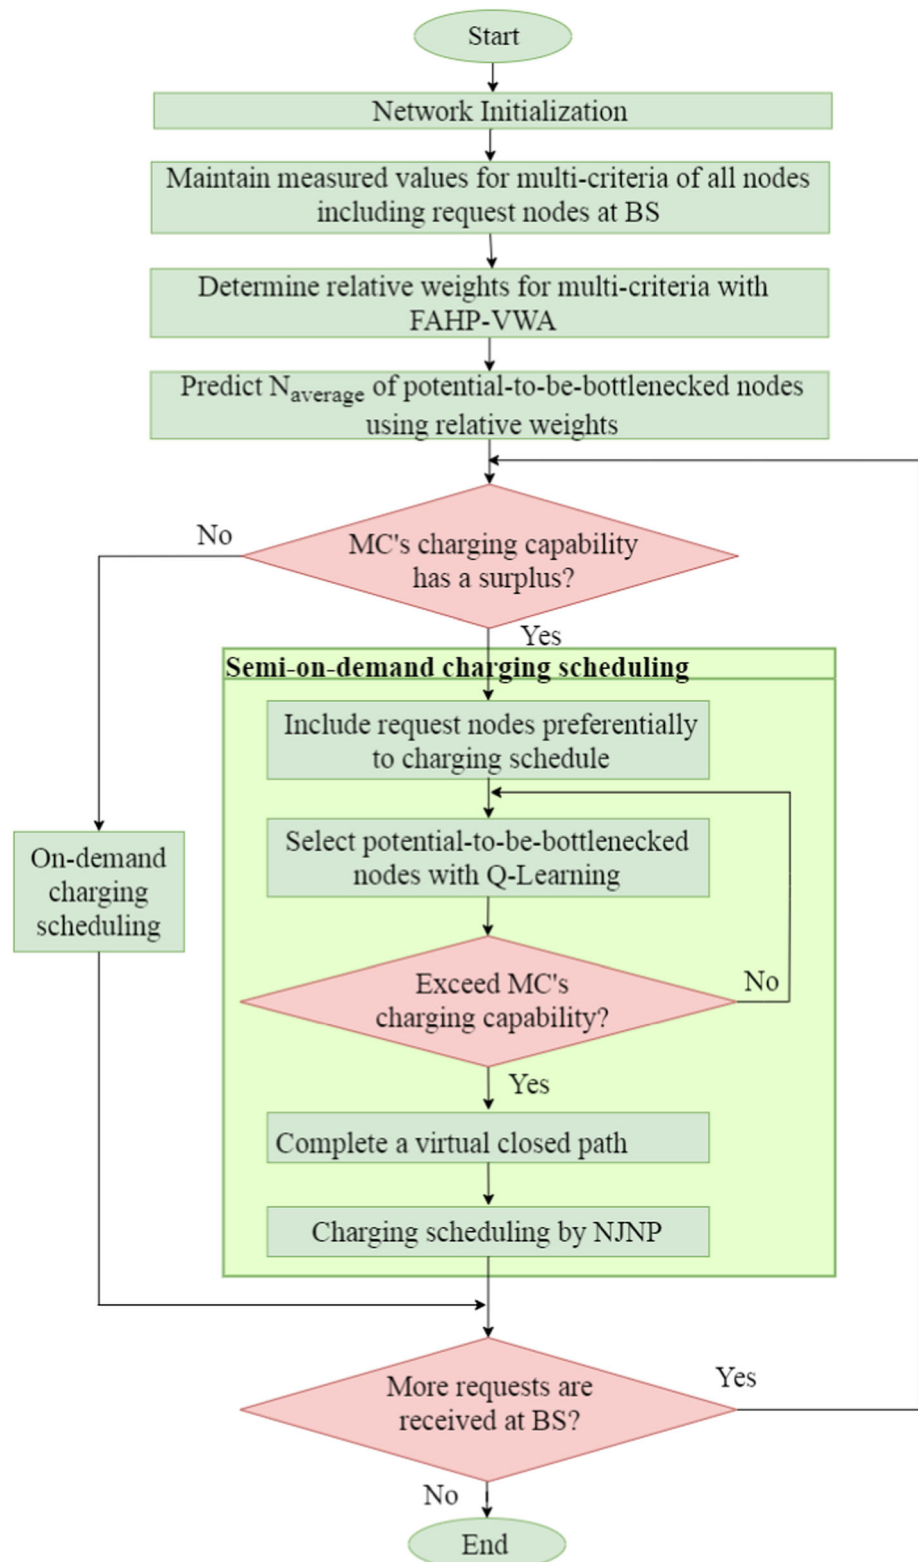 Start
Network Initialization
Maintain measured values for multi-criteria of all nodes
including request nodes at BS
Determine relative weights for multi-criteria with
FAHP-VWA
Predict Naverage of potential-to-be-bottlenecked nodes
using relative weights
No
MC's charging capability
has a surplus?
Yes
Semi-on-demand charging scheduling
Include request nodes preferentially
to charging schedule
Select potential-to-be-bottlenecked
nodes with Q-Learning
On-demand
charging
scheduling
Exceed MC's
charging capability?
No
Yes
Complete a virtual closed path
Charging scheduling by NJNP
More requests are
received at BS?
Yes
No
End